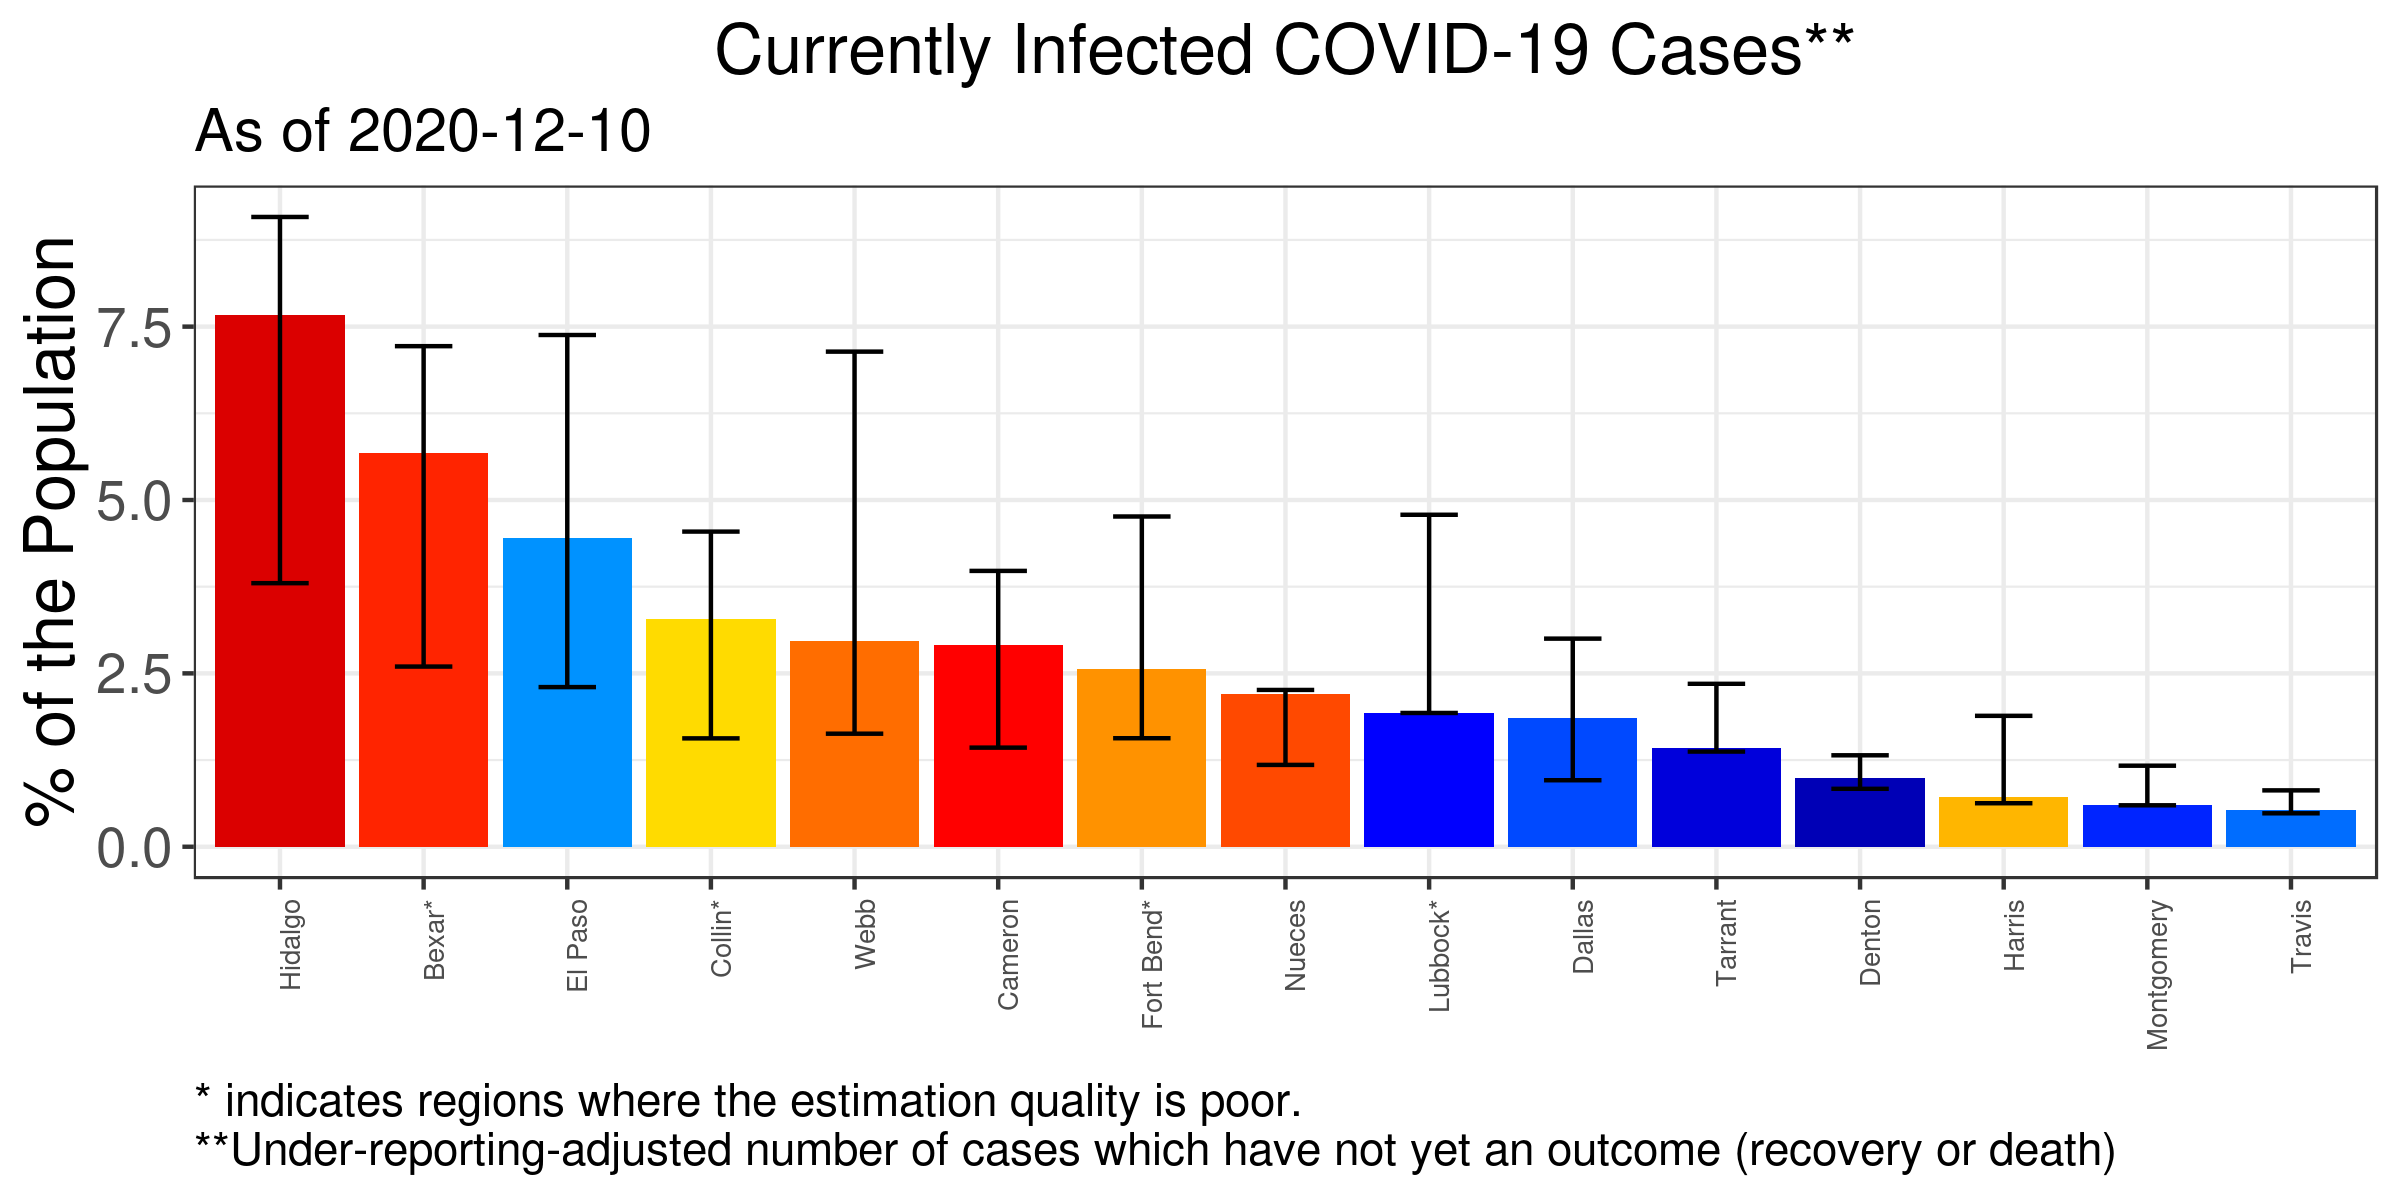 Currently Infected COVID-19 Cases**
As of 2020-12-10
% of the Population
7.5
5.0
2.5
0.0
Hidalgo
Bexar*
El Paso
Collin*
Webb
Cameron
Fort Bend*
Nueces
Lubbock*
Dallas
Tarrant
Denton
Harris
Montgomery
Travis
* indicates regions where the estimation quality is poor.
**Under-reporting-adjusted number of cases which have not yet an outcome (recovery or death)